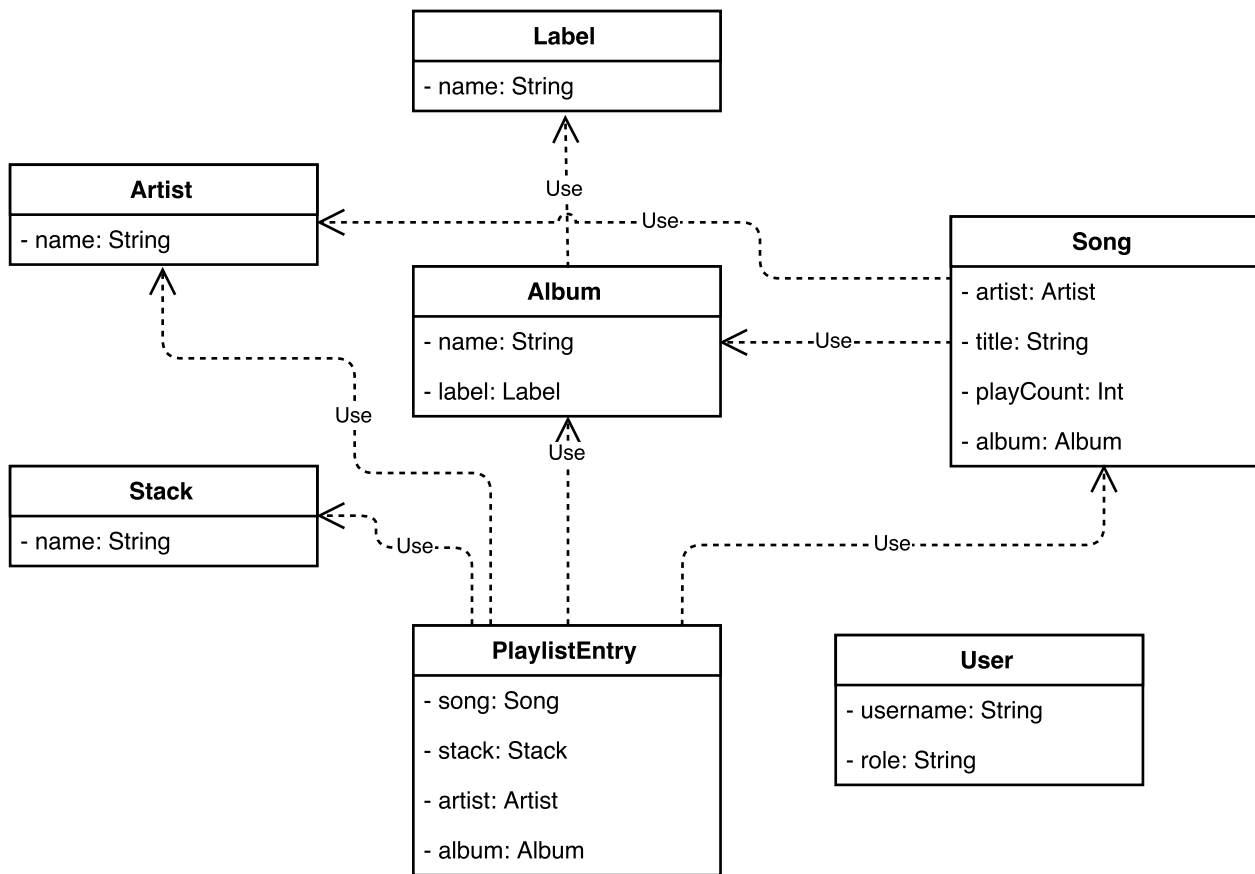 Label
- name: String
Use
Artist
- name: String
Use
Song
- artist: Artist
- title: String
- playCount: Int
- album: Album
Album
- name: String
- label: Label
Use
Use
Use
Stack
- name: String
Use
Use
PlaylistEntry
- song: Song
- stack: Stack
- artist: Artist
- album: Album
User
- username: String
- role: String